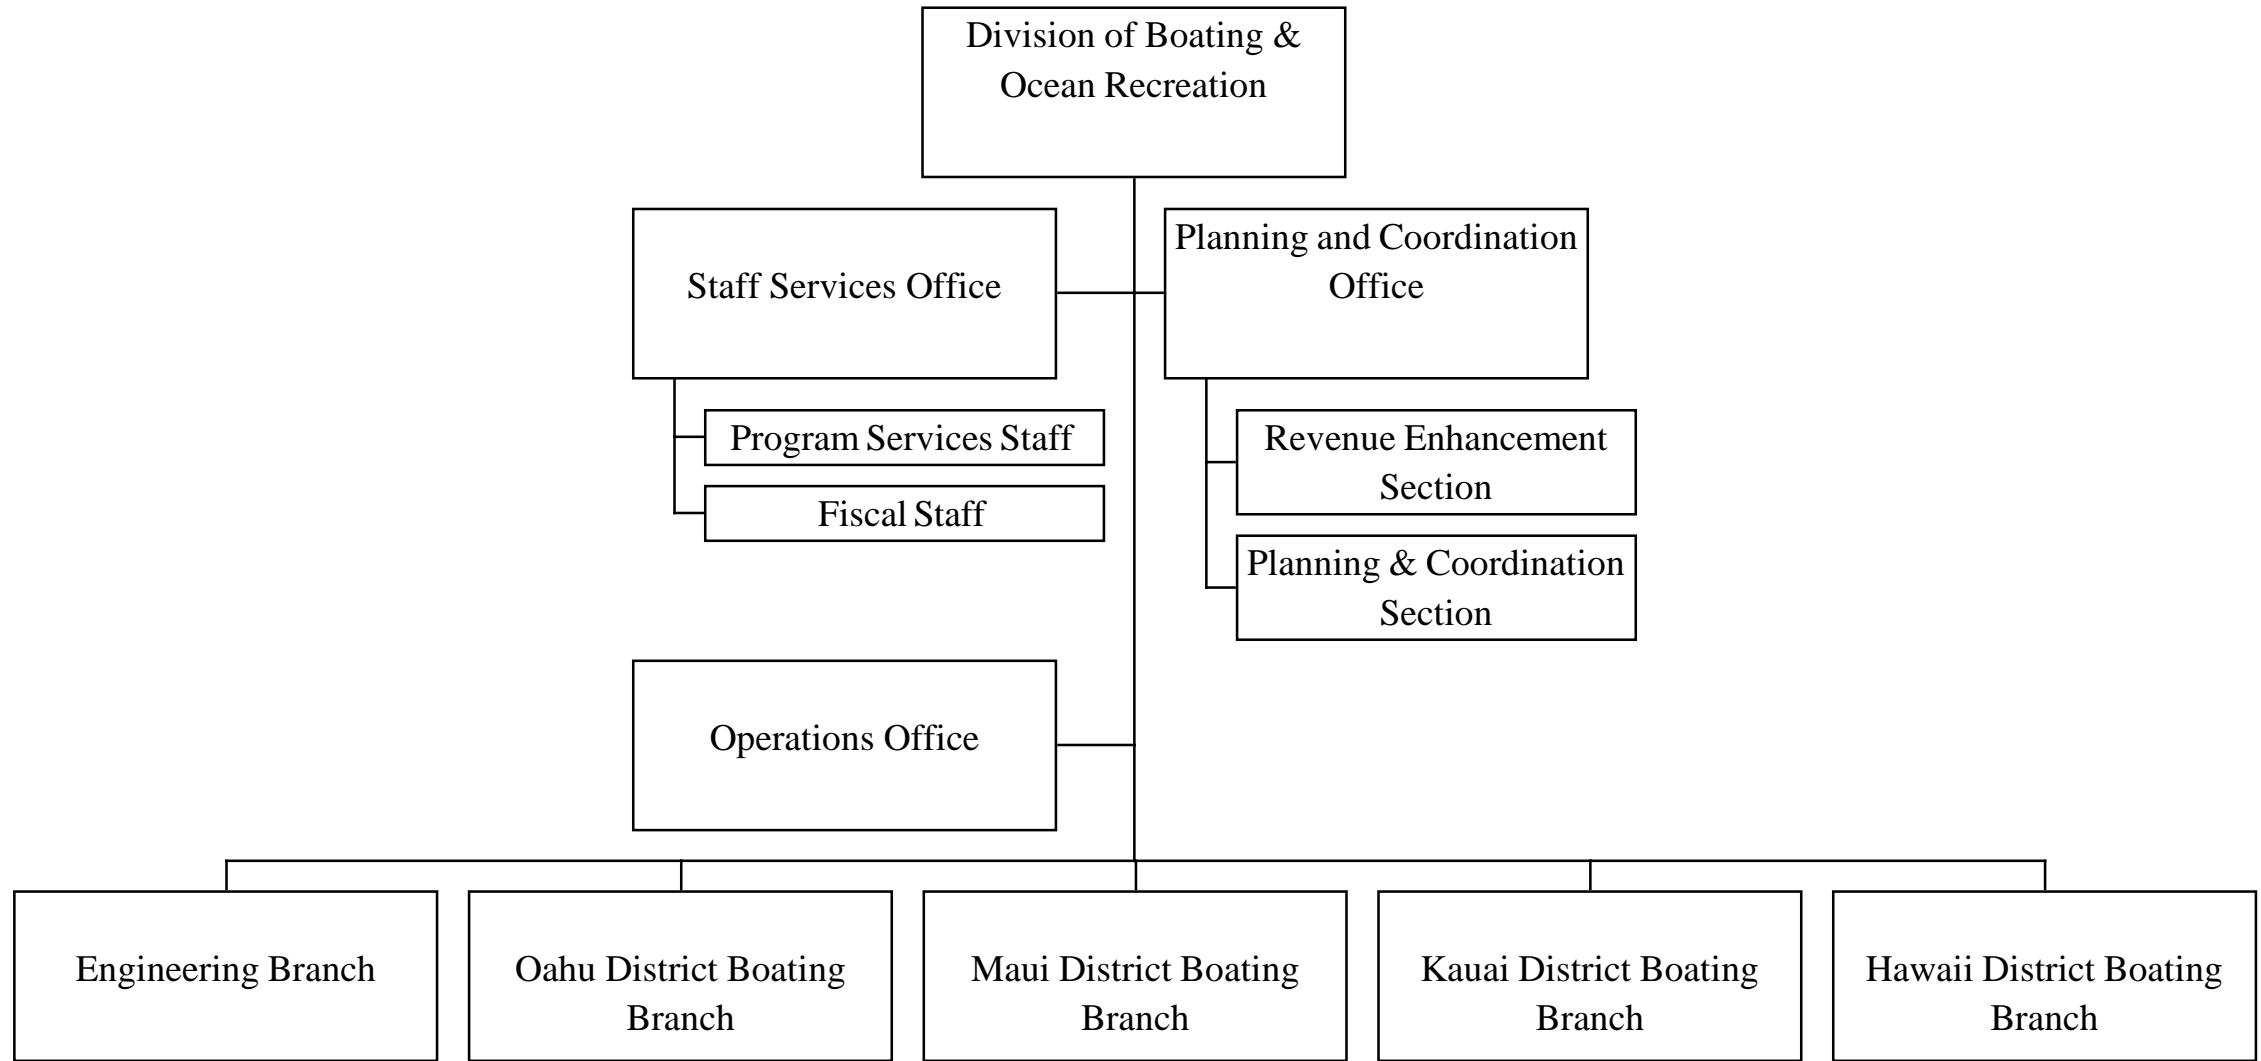 Division of Boating &
Ocean Recreation
Staff Services Office
Planning and Coordination
Office
Program Services Staff
Fiscal Staff
Revenue Enhancement
Section
Planning & Coordination
Section
Operations Office
Engineering Branch
Oahu District Boating
Branch
Maui District Boating
Branch
Kauai District Boating
Branch
Hawaii District Boating
Branch